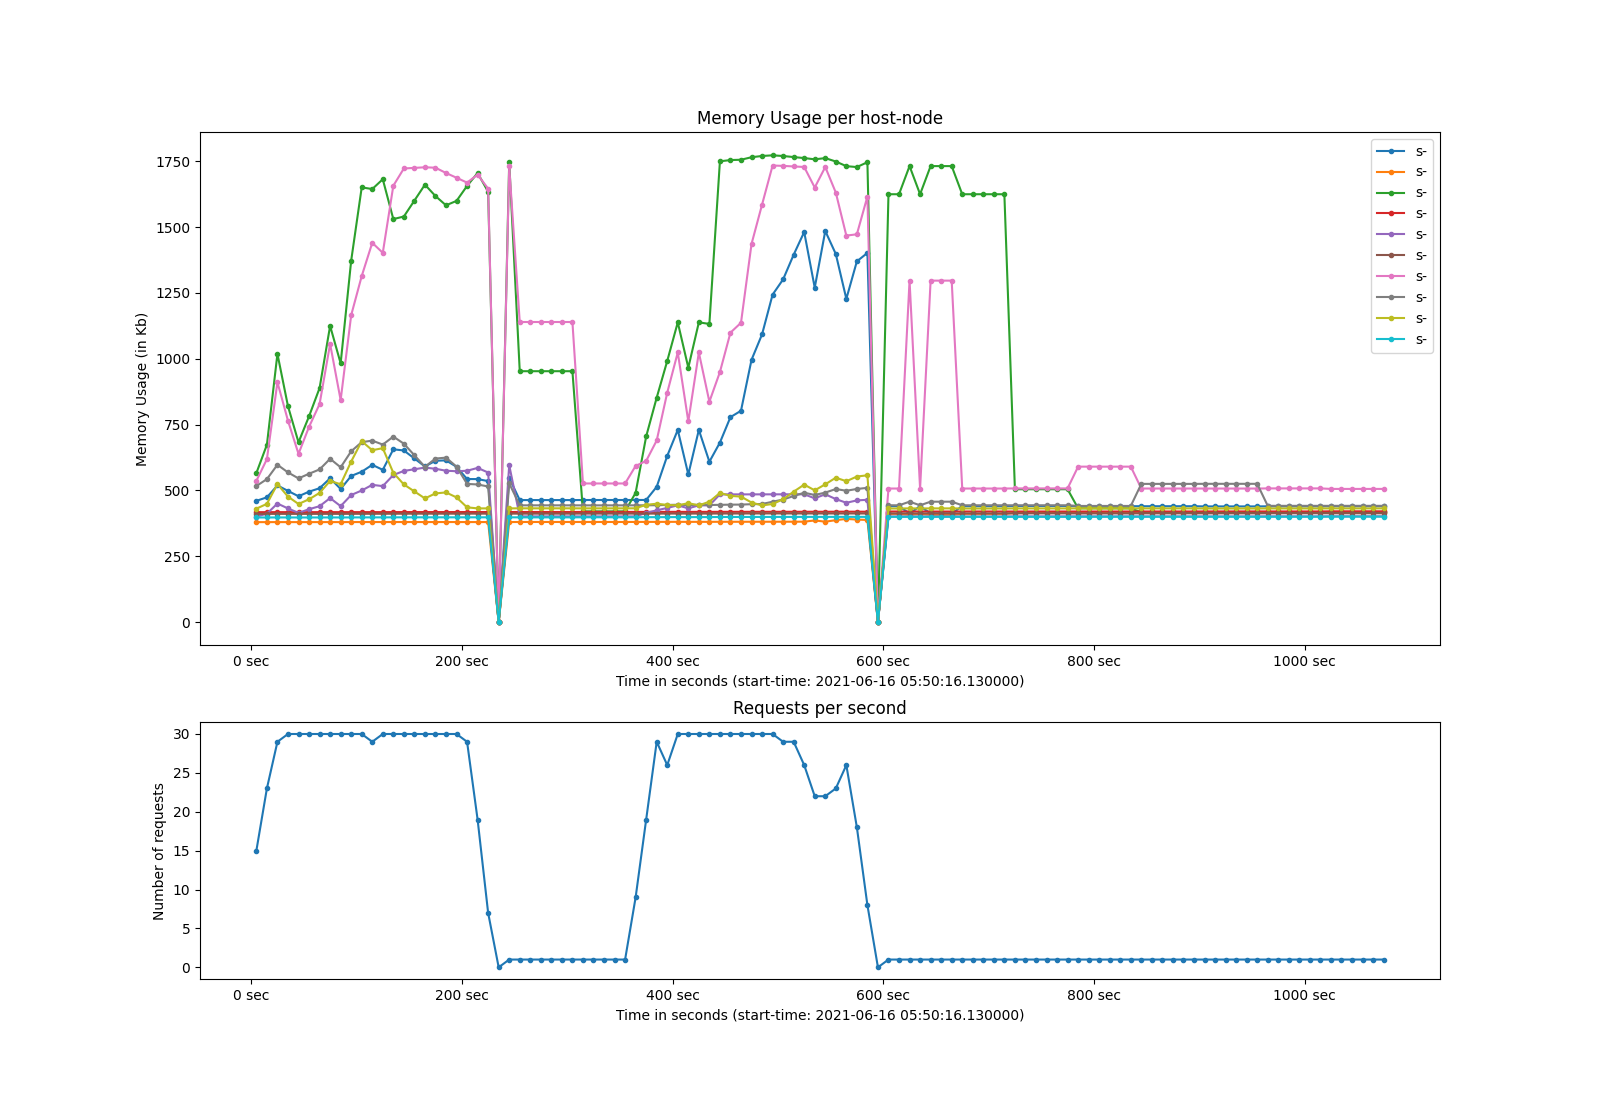 Memory Usage per host-node
Memory Usage (in Kb)
1750
1500
1250
1000
750
500
250
0
s-
s-
s-
s-
s-
s-
s-
s-
s-
s-
0 sec 200 sec 400 sec 600 sec 800 sec 1000 sec
Time in seconds (start-time: 2021-06-16 05:50:16.130000)
Requests per second
Number of requests
30
25
20
15
10
5
0
0 sec 200 sec 400 sec 600 sec 800 sec 1000 sec
Time in seconds (start-time: 2021-06-16 05:50:16.130000)